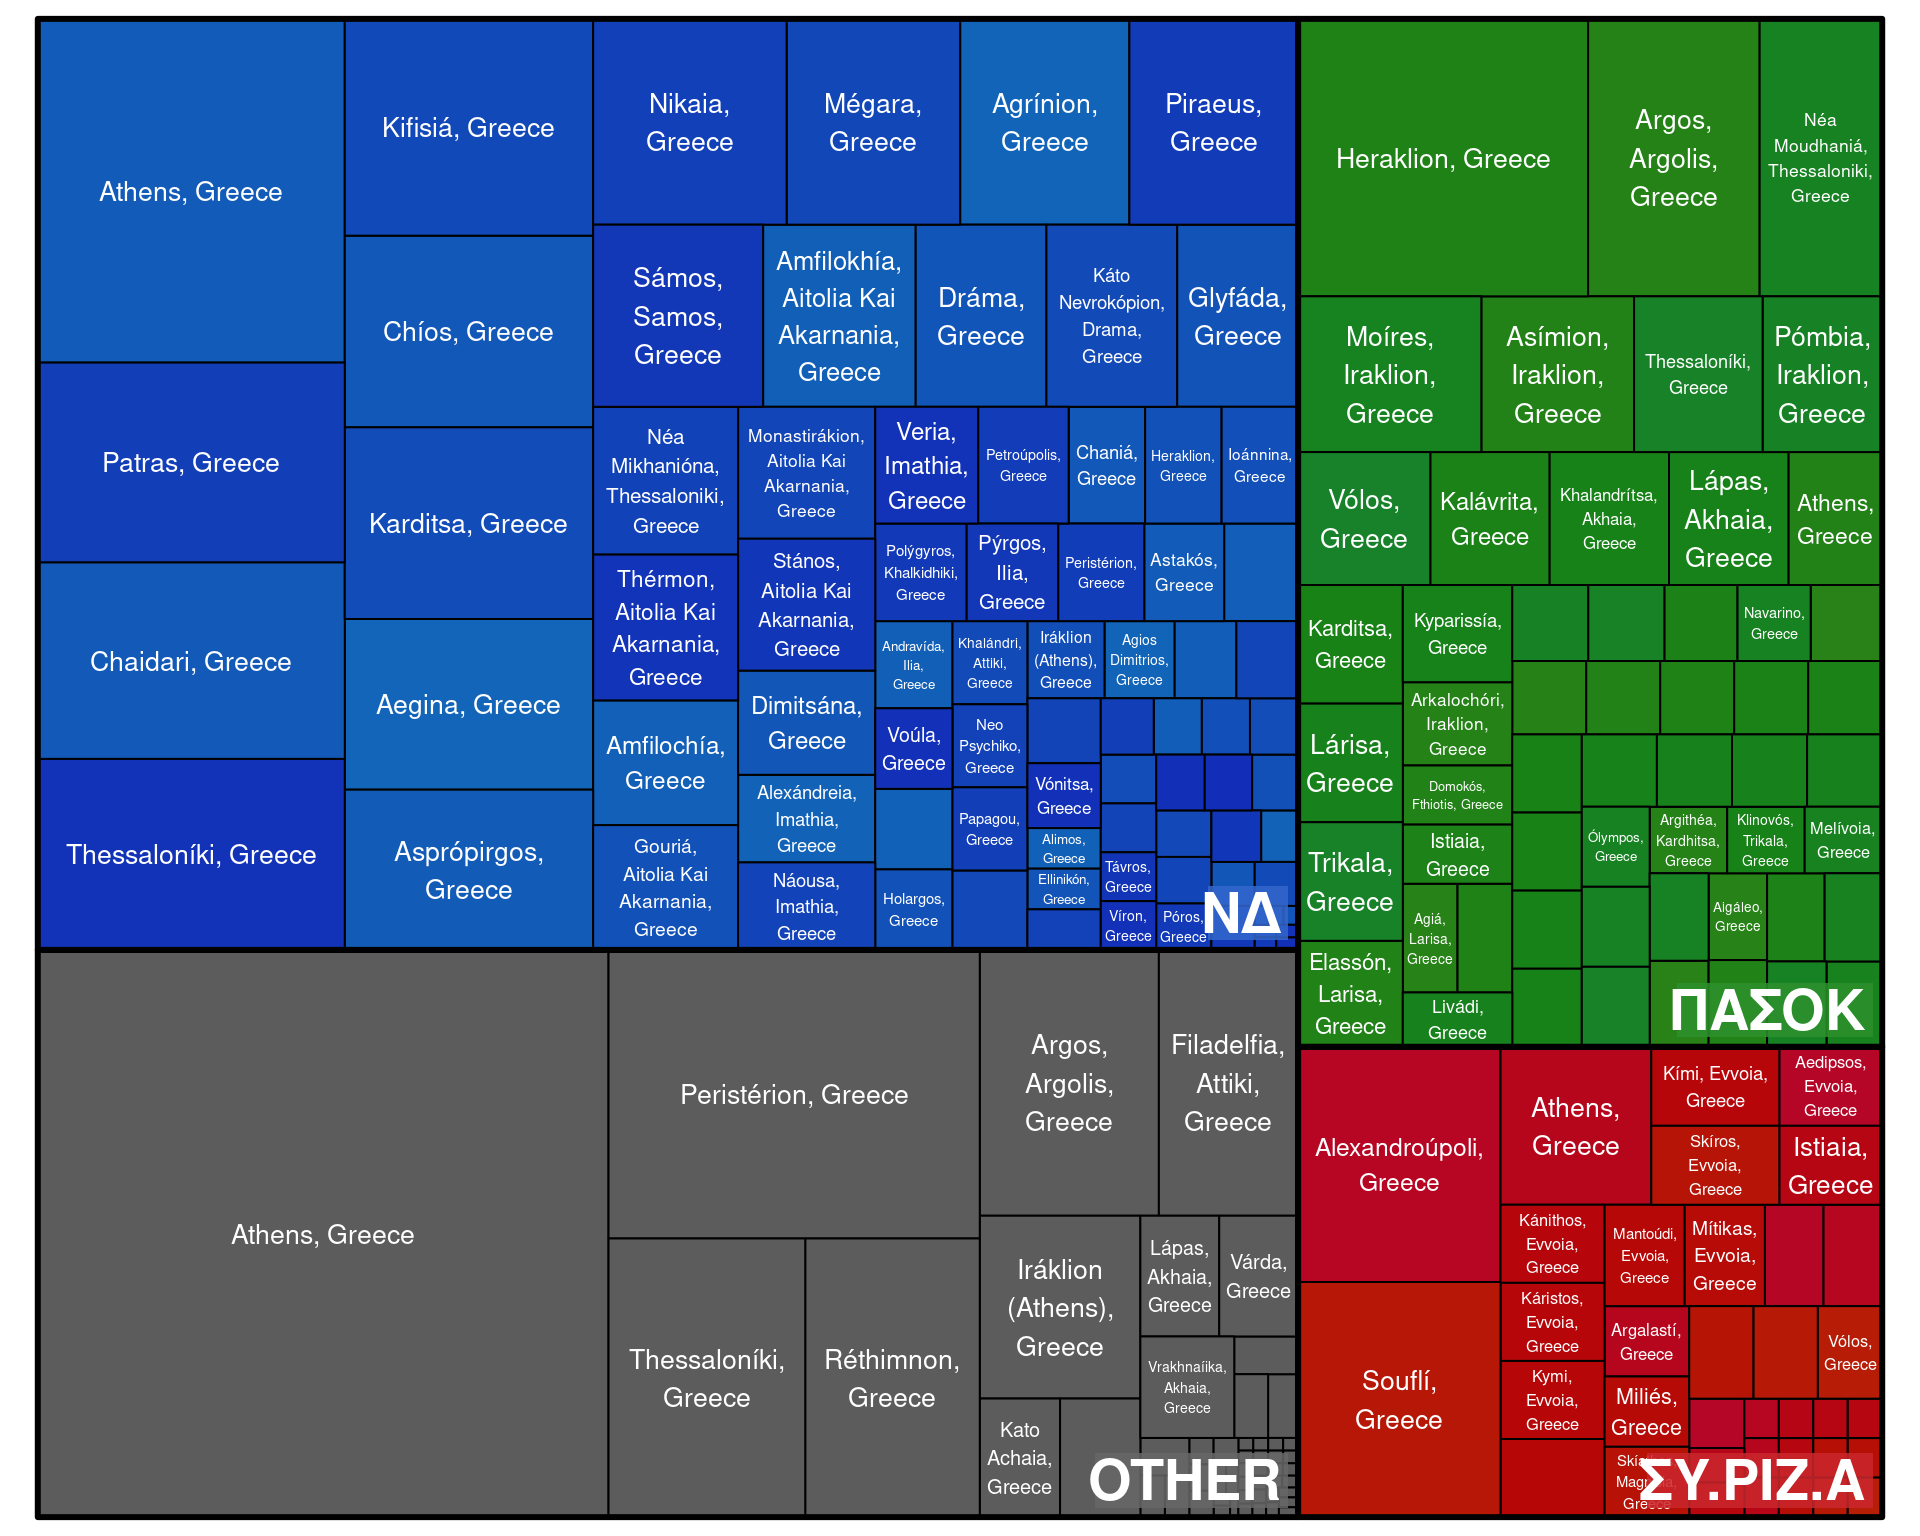 Athens, Greece
Patras, Greece
Chaidari, Greece
Thessaloníki, Greece
Kifisiá, Greece
Chíos, Greece
Karditsa, Greece
Aegina, Greece
Asprópirgos,
Greece
Nikaia,
Greece
Mégara,
Greece
Agrínion,
Greece
Piraeus,
Greece
Sámos,
Samos,
Greece
Amfilokhía,
Aitolia Kai
Akarnania,
Greece
Dráma,
Greece
Káto
Nevrokópion,
Drama,
Greece
Glyfáda,
Greece
Néa
Mikhanióna,
Thessaloniki,
Greece
Thérmon,
Aitolia Kai
Akarnania,
Greece
Amfilochía,
Greece
Gouriá,
Aitolia Kai
Akarnania,
Greece
Monastirákion,
Aitolia Kai
Akarnania,
Greece
Stános,
Aitolia Kai
Akarnania,
Greece
Dimitsána,
Greece
Alexándreia,
Imathia,
Greece
Náousa,
Imathia,
Greece
Veria,
Imathia,
Greece
Petroúpolis,
Greece
Chaniá,
Greece
Heraklion,
Greece
Ioánnina,
Greece
Polýgyros,
Khalkidhiki,
Greece
Pýrgos,
Ilia,
Greece
Peristérion,
Greece
Astakós,
Greece
Andravída,
Ilia,
Greece
Voúla,
Greece
Holargos,
Greece
Khalándri,
Attiki,
Greece
Neo
Psychiko,
Greece
Papagou,
Greece
Iráklion
(Athens),
Greece
Agios
Dimitrios,
Greece
Vónitsa,
Greece
Alimos,
Greece
Ellinikón,
Greece
Távros,
Greece
Víron,
Greece
Póros,
Greece
ΝΔ
Heraklion, Greece
Argos,
Argolis,
Greece
Néa
Moudhaniá,
Thessaloniki,
Greece
Moíres,
Iraklion,
Greece
Asímion,
Iraklion,
Greece
Thessaloníki,
Greece
Pómbia,
Iraklion,
Greece
Vólos,
Greece
Kalávrita,
Greece
Khalandrítsa,
Akhaia,
Greece
Lápas,
Akhaia,
Greece
Athens,
Greece
Karditsa,
Greece
Lárisa,
Greece
Trikala,
Greece
Elassón,
Larisa,
Greece
Kyparissía,
Greece
Arkalochóri,
Iraklion,
Greece
Domokós,
Fthiotis, Greece
Istiaia,
Greece
Agiá,
Larisa,
Greece
Livádi,
Greece
Navarino,
Greece
Ólympos,
Greece
Argithéa,
Kardhitsa,
Greece
Klinovós,
Trikala,
Greece
Melívoia,
Greece
Aigáleo,
Greece
ΠΑΣΟΚ
Athens, Greece
Peristérion, Greece
Thessaloníki,
Greece
Réthimnon,
Greece
Argos,
Argolis,
Greece
Filadelfia,
Attiki,
Greece
Iráklion
(Athens),
Greece
Kato
Achaia,
Greece
Lápas,
Akhaia,
Greece
Várda,
Greece
Vrakhnaíika,
Akhaia,
Greece
OTHER
Alexandroúpoli,
Greece
Souflí,
Greece
Athens,
Greece
Kími, Evvoia,
Greece
Aedipsos,
Evvoia,
Greece
Skíros,
Evvoia,
Greece
Istiaia,
Greece
Kánithos,
Evvoia,
Greece
Káristos,
Evvoia,
Greece
Kymi,
Evvoia,
Greece
Mantoúdi,
Evvoia,
Greece
Mítikas,
Evvoia,
Greece
Argalastí,
Greece
Miliés,
Greece
Vólos,
Greece
Greece
ΣΥ.ΡΙΖ.Α